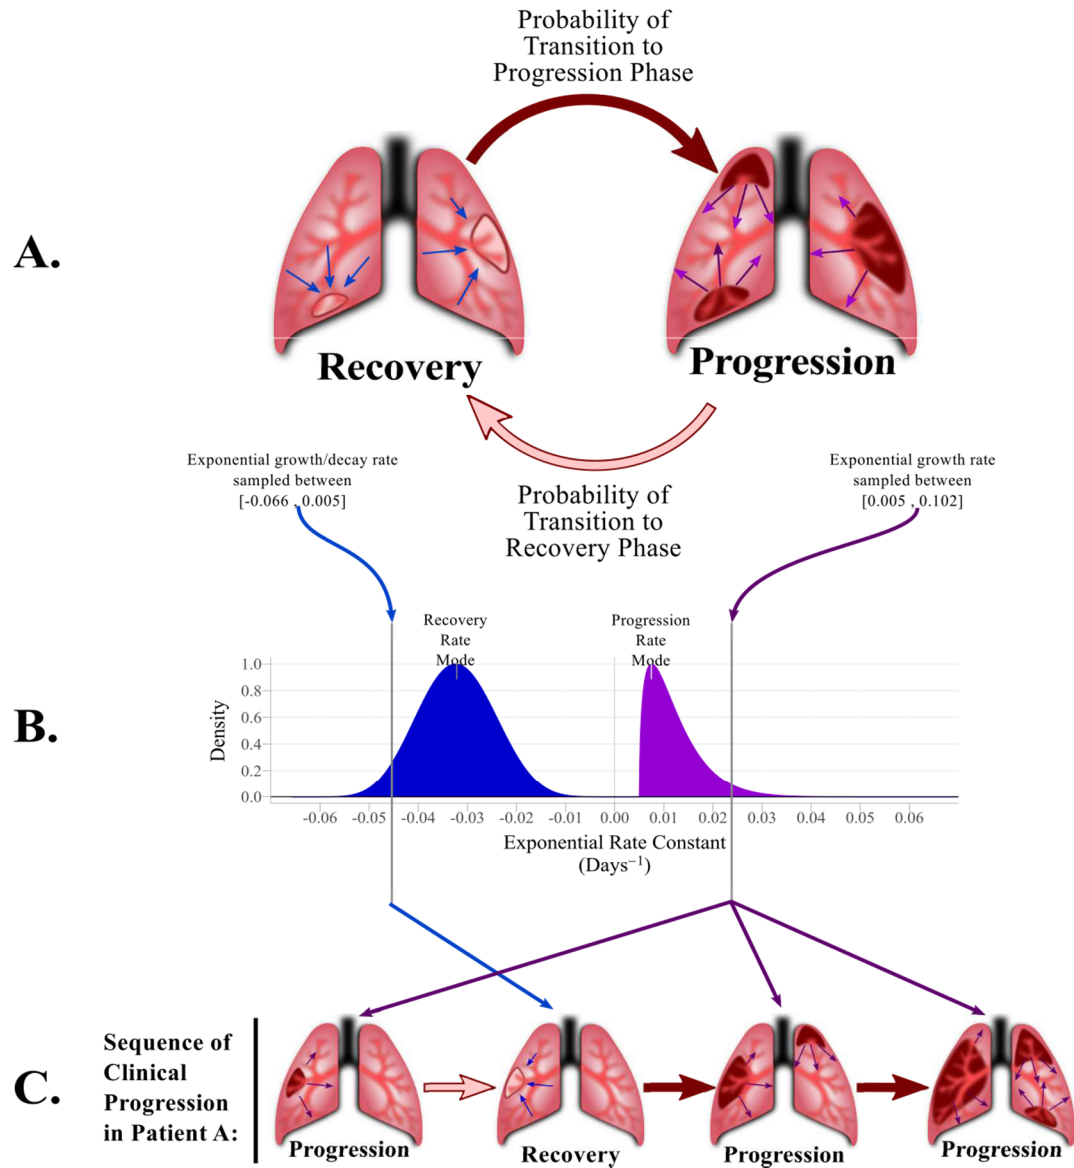 Probability of
Transition to
Progression Phase
A.
Recovery
Progression
Exponential growth/decay rate
sampled between
[-0.066 , 0.005]
Exponential growth rate
sampled between
[0.005 , 0.102]
Probability of
Transition to
Recovery Phase
B.
Recovery
Rate
Mode
Progression
Rate
Mode
Density
1.0
0.8
0.6
0.4
0.2
0.0
-0.06 -0.05 -0.04 -0.03 -0.02 -0.01 0.00 0.01 0.02 0.03 0.04 0.05 0.06
Exponential Rate Constant
(Days⁻¹)
C.
Sequence of
Clinical
Progression
in Patient A:
Progression
Recovery
Progression
Progression